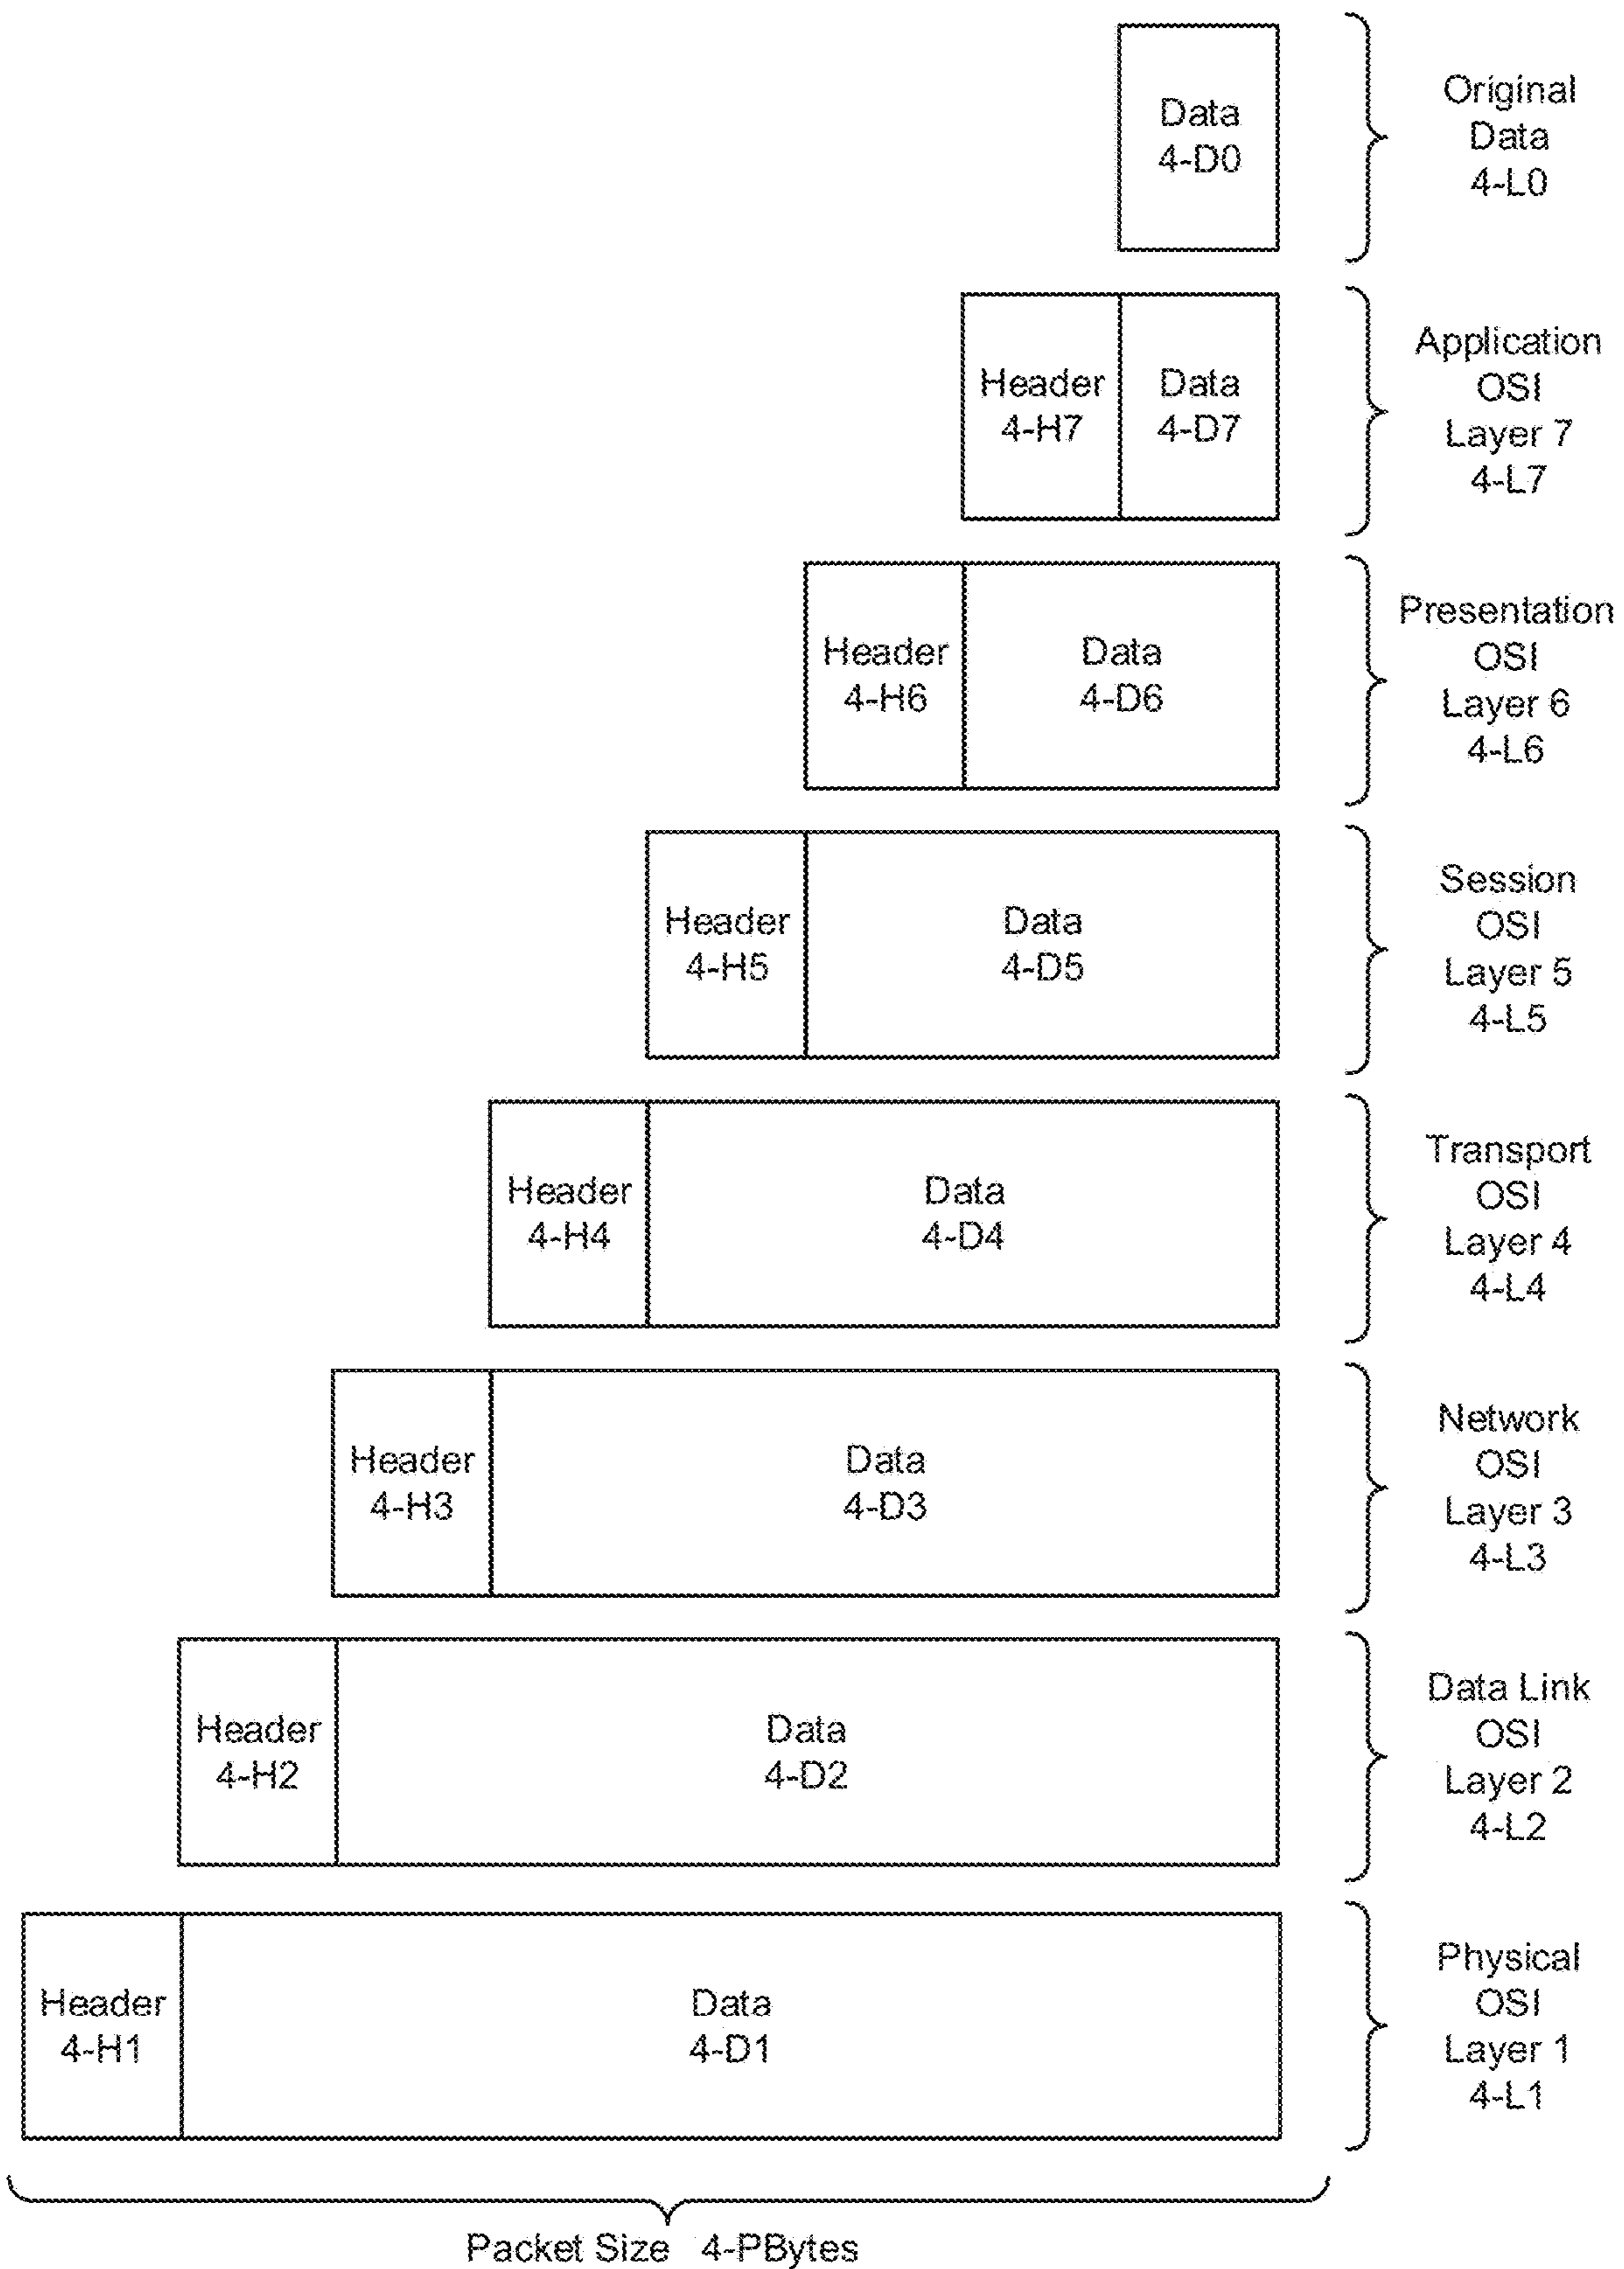 Data
4-D0
Original
Data
4-L0
Header
4-H7
Data
4-D7
Application
OSI
Layer 7
4-L7
Header
4-H6
Data
4-D6
Presentation
OSI
Layer 6
4-L6
Header
4-H5
Data
4-D5
Session
OSI
Layer 5
4-L5
Header
4-H4
Data
4-D4
Transport
OSI
Layer 4
4-L4
Header
4-H3
Data
4-D3
Network
OSI
Layer 3
4-L3
Header
4-H2
Data
4-D2
Data Link
OSI
Layer 2
4-L2
Header
4-H1
Data
4-D1
Physical
OSI
Layer 1
4-L1
Packet Size 4-PBytes